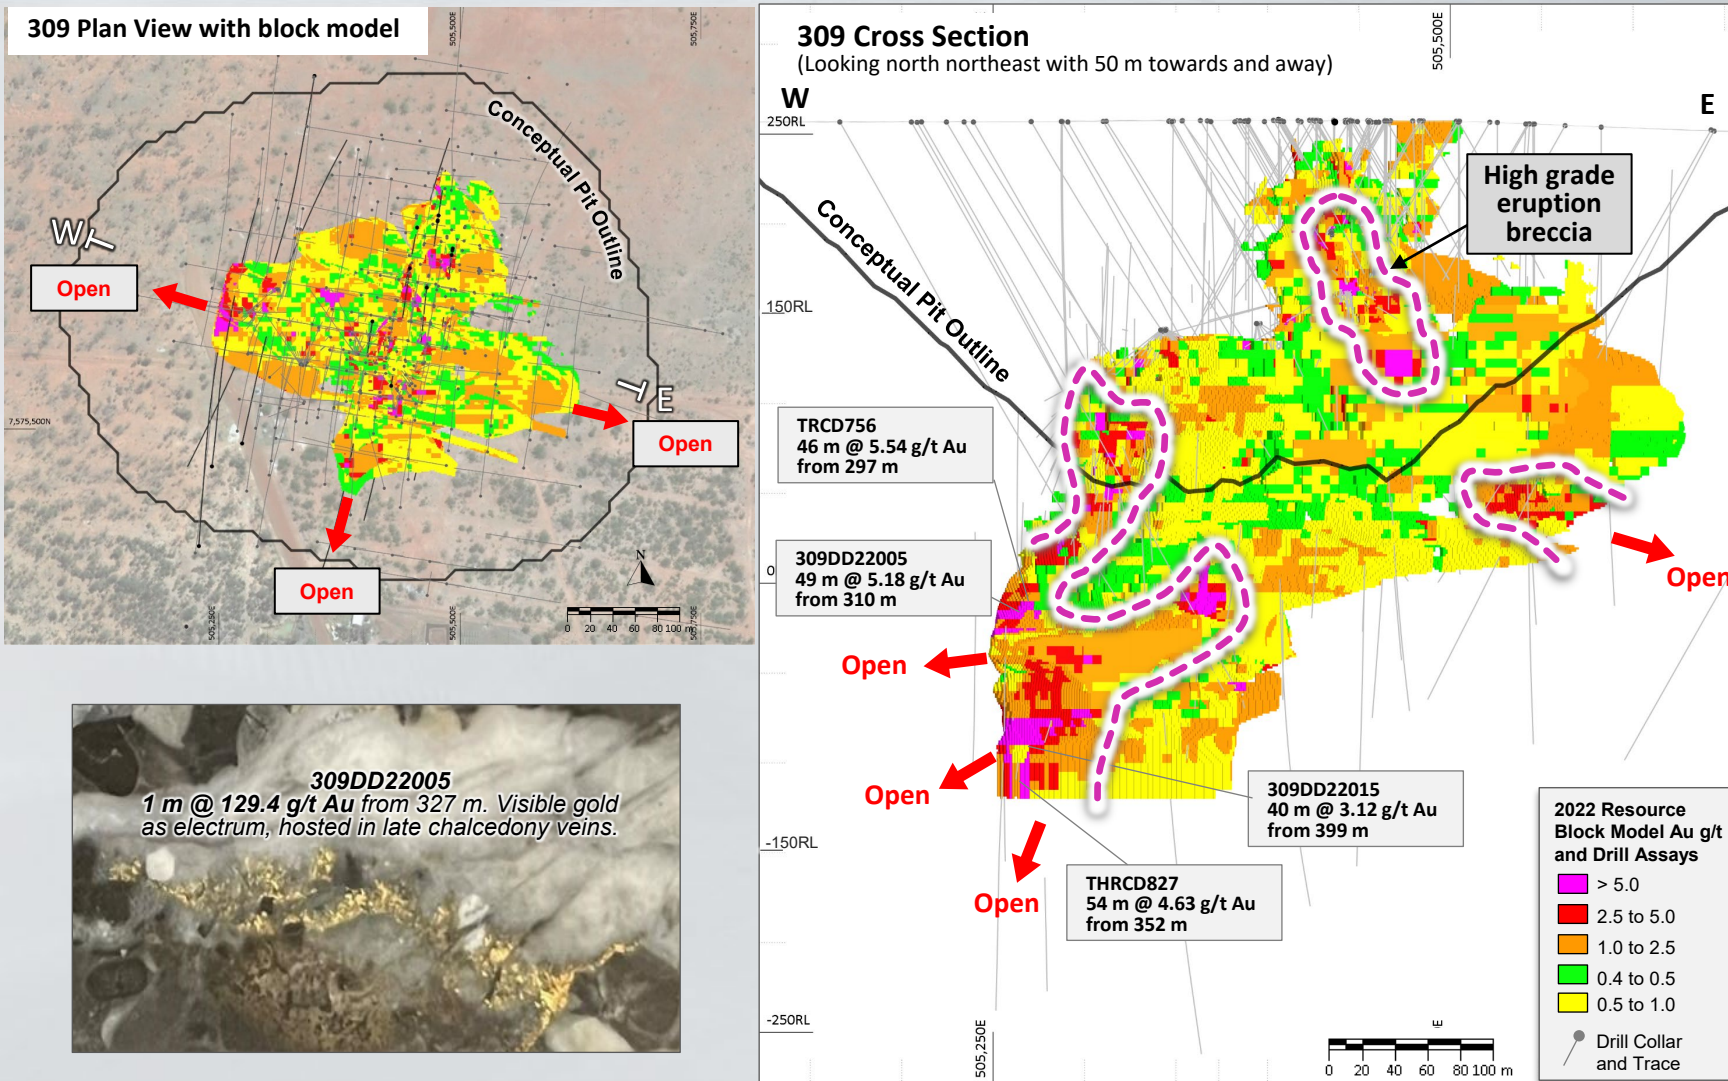 309 Plan View with block model
505,500E
505,750E
Conceptual Pit Outline
W
Open
E
Open
7,575,500N
Open
N
505,250E
505,500E
505,750E
0 20 40 60 80 100 m
309DD22005
1 m @ 129.4 g/t Au from 327 m. Visible gold
as electrum, hosted in late chalcedony veins.
309 Cross Section
(Looking north northeast with 50 m towards and away)
505,500E
W
E
250RL
High grade
eruption
breccia
Conceptual Pit Outline
150RL
TRCD756
46 m @ 5.54 g/t Au
from 297 m
309DD22005
49 m @ 5.18 g/t Au
from 310 m
0
Open
Open
Open
Open
309DD22015
40 m @ 3.12 g/t Au
from 399 m
-150RL
THRCD827
54 m @ 4.63 g/t Au
from 352 m
-250RL
505,250E
E
0 20 40 60 80 100 m
2022 Resource
Block Model Au g/t
and Drill Assays
> 5.0
2.5 to 5.0
1.0 to 2.5
0.4 to 0.5
0.5 to 1.0
Drill Collar
and Trace